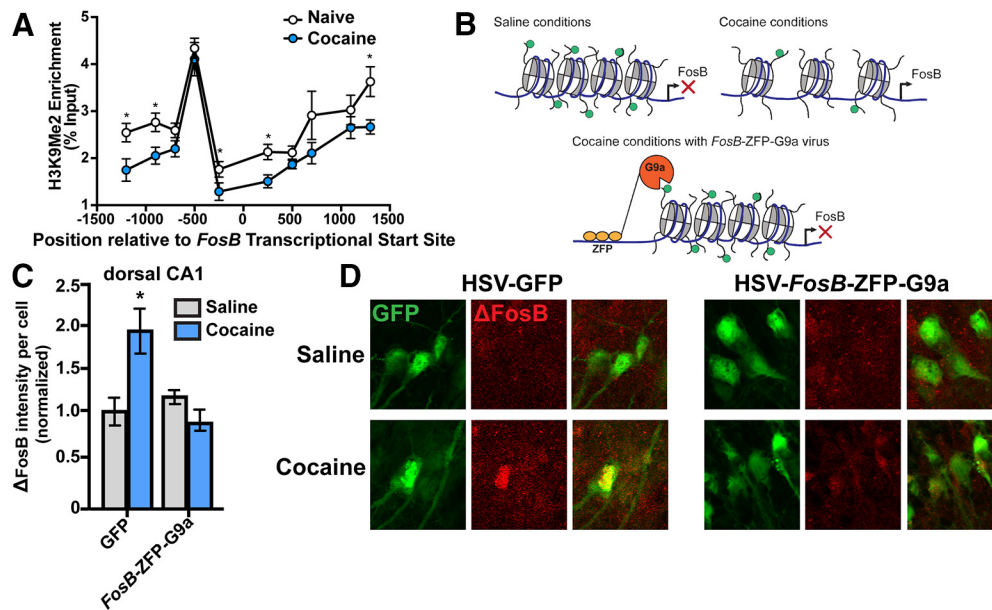 A
Naive
Cocaine
H3K9Me2 Enrichment
(% Input)
5
4
3
2
1
*
*
*
*
*
-1500 -1000 -500 0 500 1000 1500
Position relative to FosB Transcriptional Start Site
B
Saline conditions
FosB
Cocaine conditions
FosB
Cocaine conditions with FosB-ZFP-G9a virus
G9a
ZFP
FosB
C
dorsal CA1
Saline
Cocaine
ΔFosB intensity per cell
(normalized)
2.5
2.0
1.5
1.0
0.5
0
*
GFP
FosB-ZFP-G9a
D
HSV-GFP
HSV-FosB-ZFP-G9a
GFP
ΔFosB
Saline
Cocaine